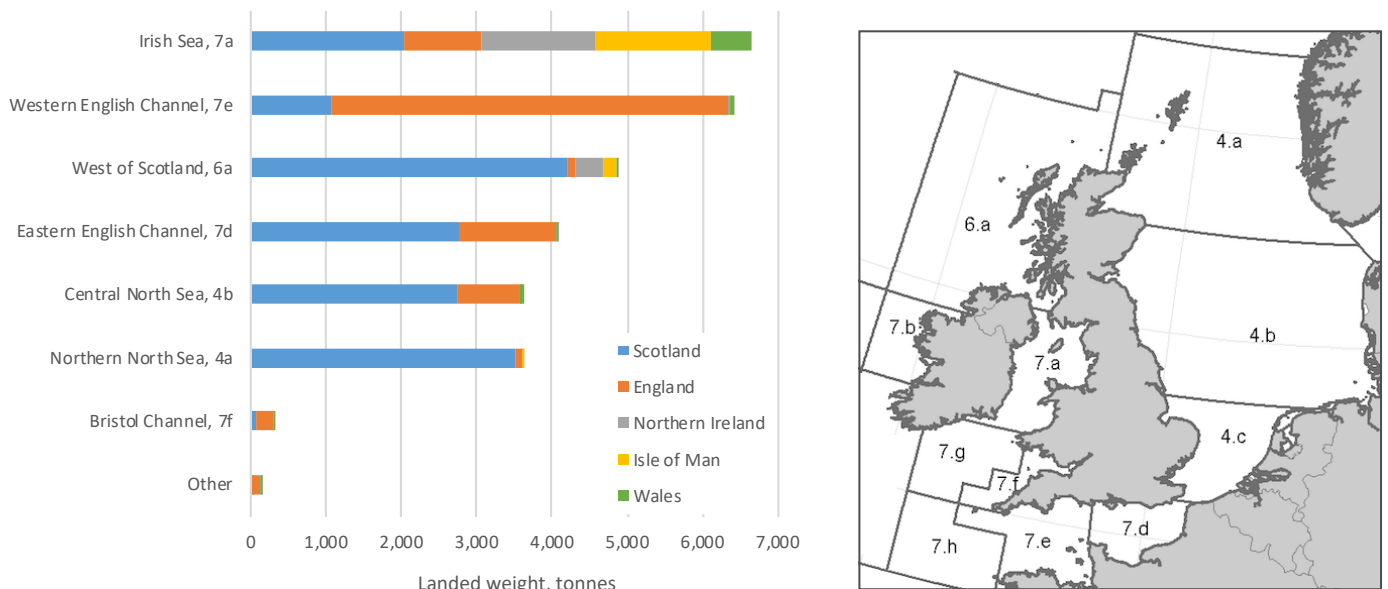 Irish Sea, 7a
Western English Channel, 7e
West of Scotland, 6a
Eastern English Channel, 7d
Central North Sea, 4b
Northern North Sea, 4a
Bristol Channel, 7f
Other
Scotland
England
Northern Ireland
Isle of Man
Wales
0 1,000 2,000 3,000 4,000 5,000 6,000 7,000
Landed weight, tonnes
4.a
6.a
7.b
4.b
7.a
4.c
7.g
7.f
7.d
7.h
7.e